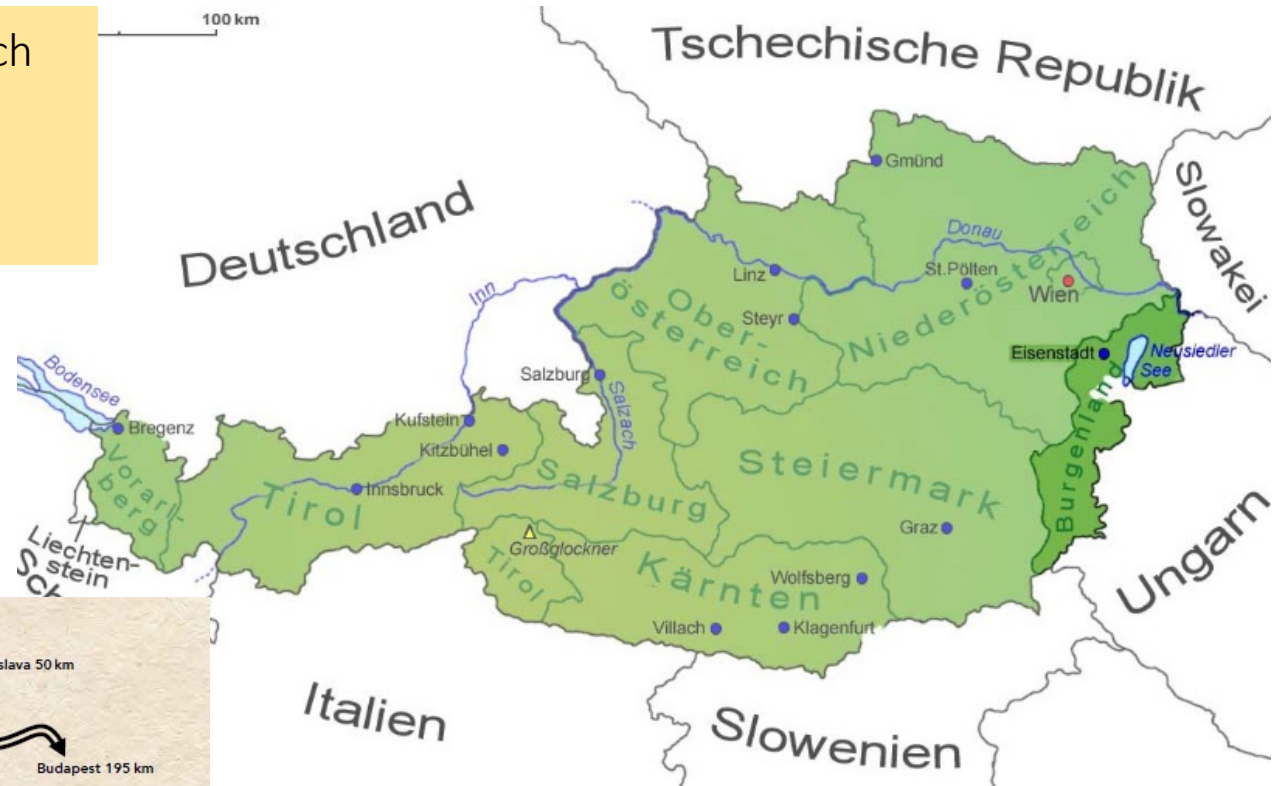 100 km
ch
Tschechische Republik
Slowakei
Deutschland
Gmünd
Donau
Linz
St.Pölten
Wien
Niederösterreich
Ober-
österreich
Steyr
Inn
Eisenstadt
Neusiedler
See
Burgenland
Bodensee
Bregenz
Salzburg
Salzach
Kufstein
Kitzbühel
Vorarl-
berg
Tirol
Innsbruck
Salzburg
Steiermark
Graz
Großglockner
Tirol
Kärnten
Wolfsberg
Villach
Klagenfurt
Liechten-
stein
Sch
Ungarn
Italien
Slowenien
slava 50 km
Budapest 195 km